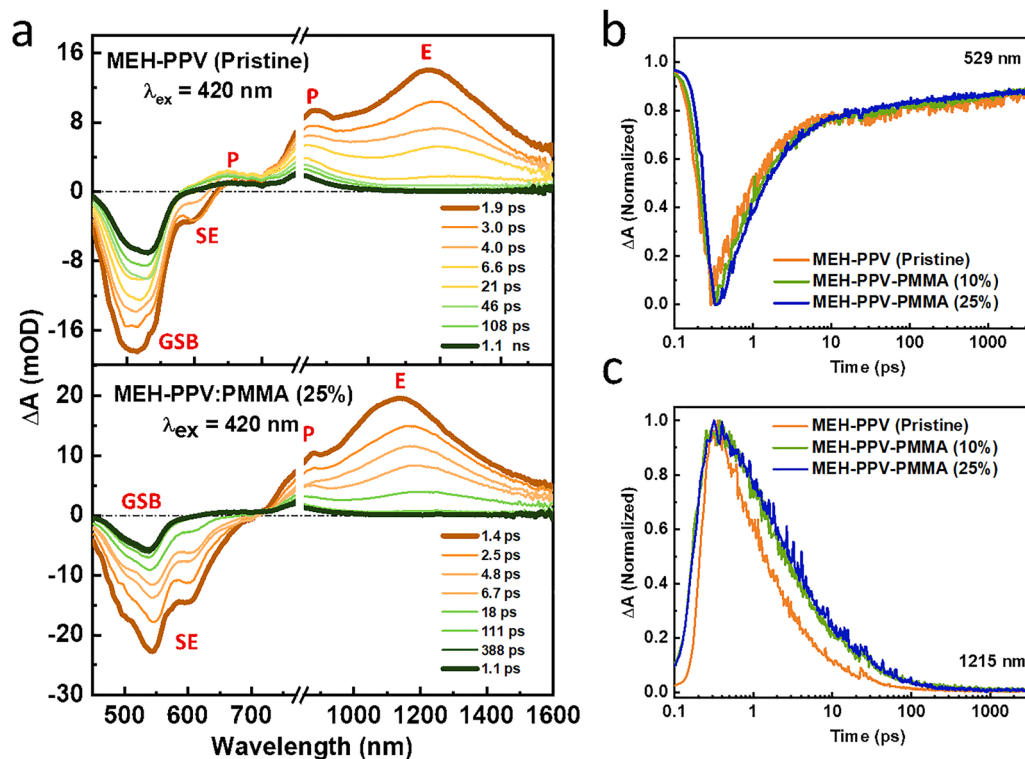 a
MEH-PPV (Pristine)
λex = 420 nm
P
E
P
SE
GSB
1.9 ps
3.0 ps
4.0 ps
6.6 ps
21 ps
46 ps
108 ps
1.1 ns
16
8
0
-8
-16
MEH-PPV:PMMA (25%)
λex = 420 nm
E
P
GSB
SE
1.4 ps
2.5 ps
4.8 ps
6.7 ps
18 ps
111 ps
388 ps
1.1 ps
20
10
0
-10
-20
-30
ΔA (mOD)
500 600 700 1000 1200 1400 1600
Wavelength (nm)
b
529 nm
MEH-PPV (Pristine)
MEH-PPV-PMMA (10%)
MEH-PPV-PMMA (25%)
1.0
0.8
0.6
0.4
0.2
0.0
ΔA (Normalized)
0.1 1 10 100 1000
Time (ps)
c
MEH-PPV (Pristine)
MEH-PPV-PMMA (10%)
MEH-PPV-PMMA (25%)
1215 nm
1.0
0.8
0.6
0.4
0.2
0.0
ΔA (Normalized)
0.1 1 10 100 1000
Time (ps)